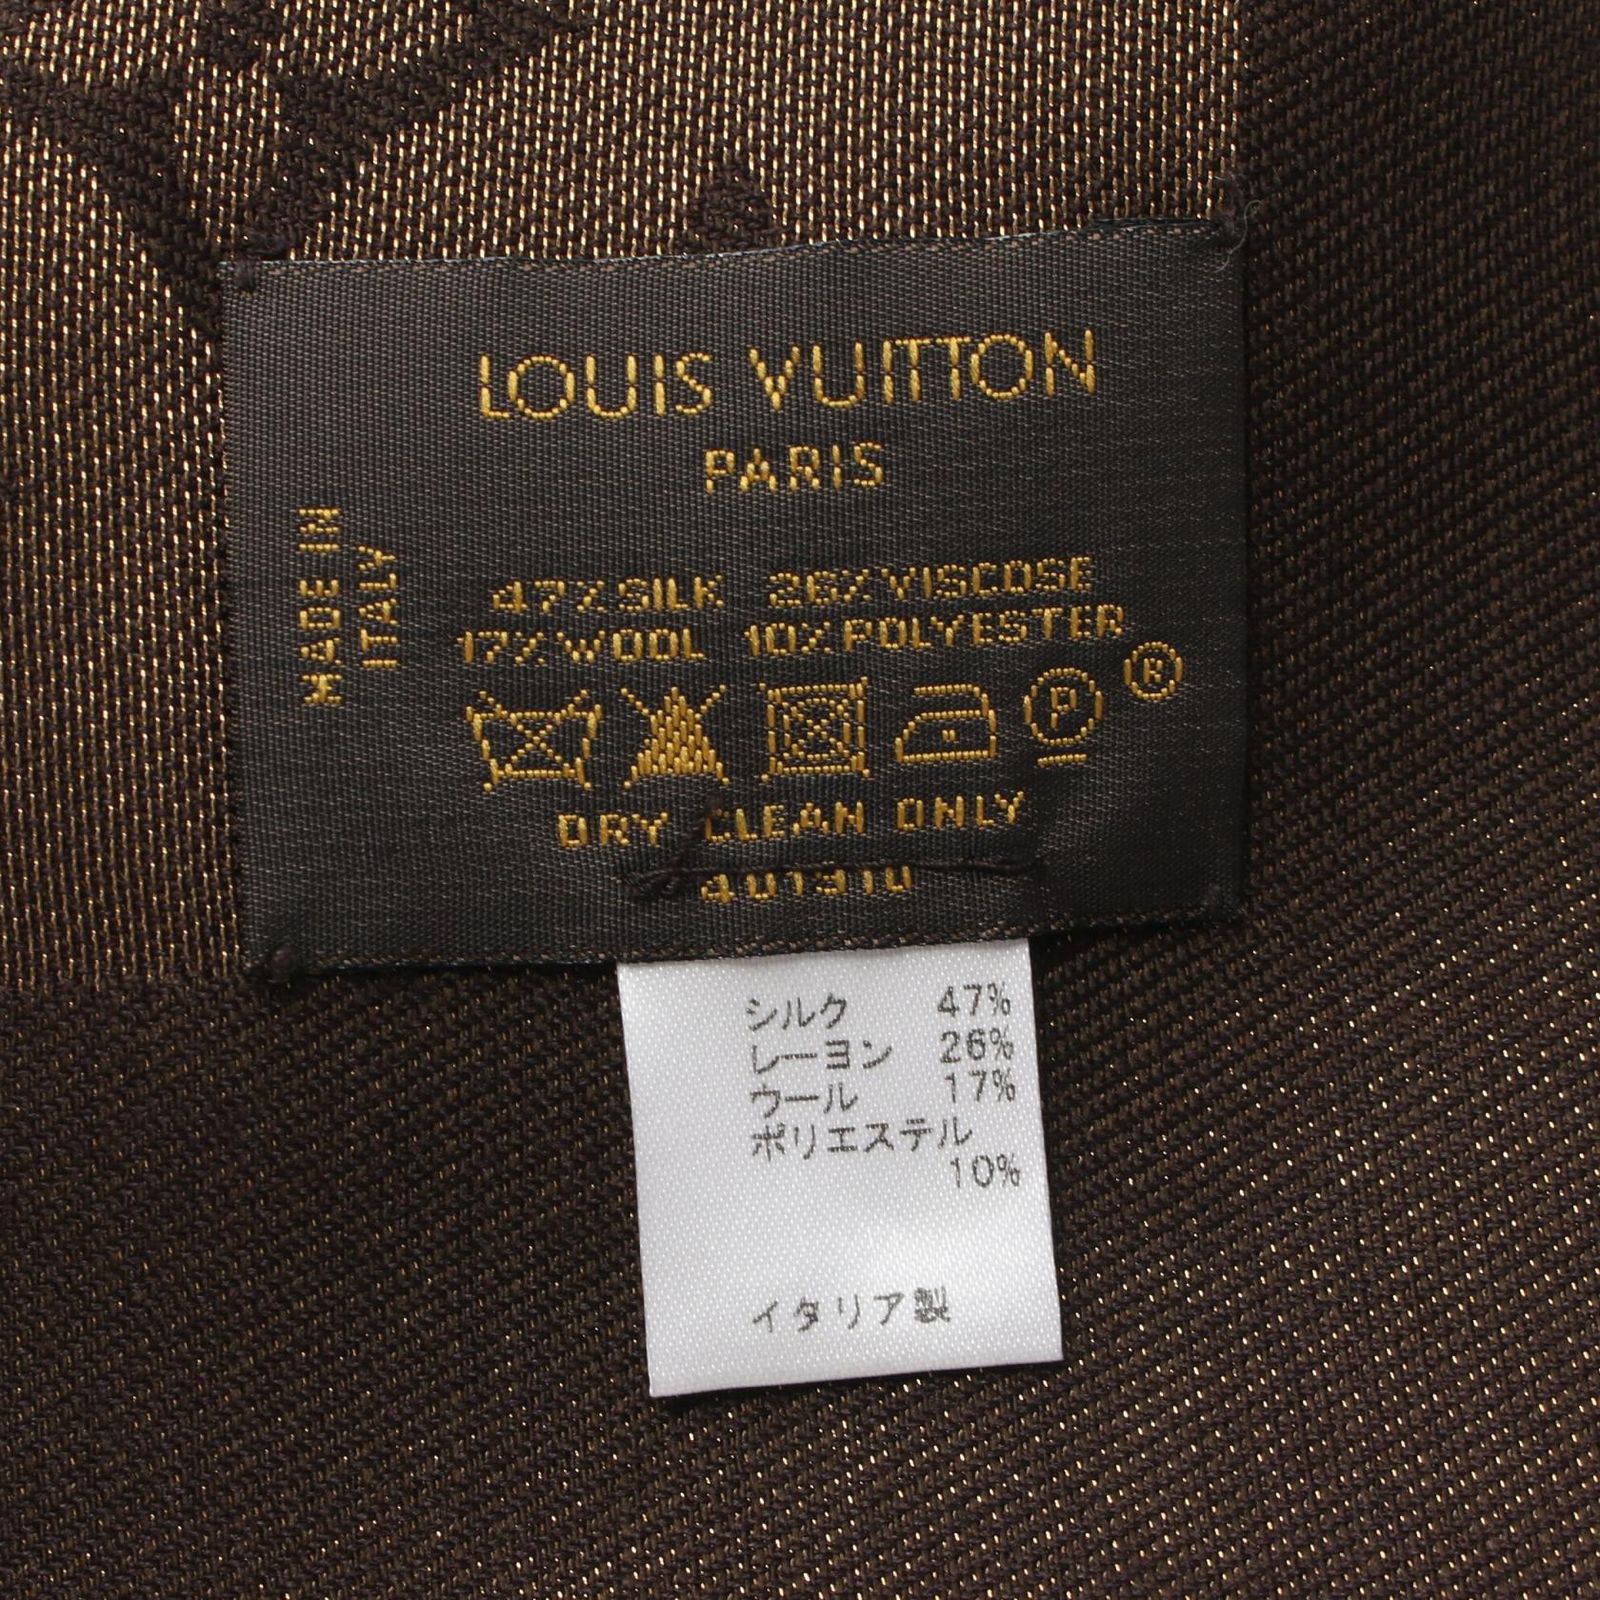 LOUIS VUITTON
PARIS
MADE IN
ITALY
47% SILK 26% VISCOSE
17% WOOL 10% POLYESTER
P ®
DRY CLEAN ONLY
401910
シルク 47%
レーヨン 26%
ウール 17%
ポリエステル
10%
イタリア製